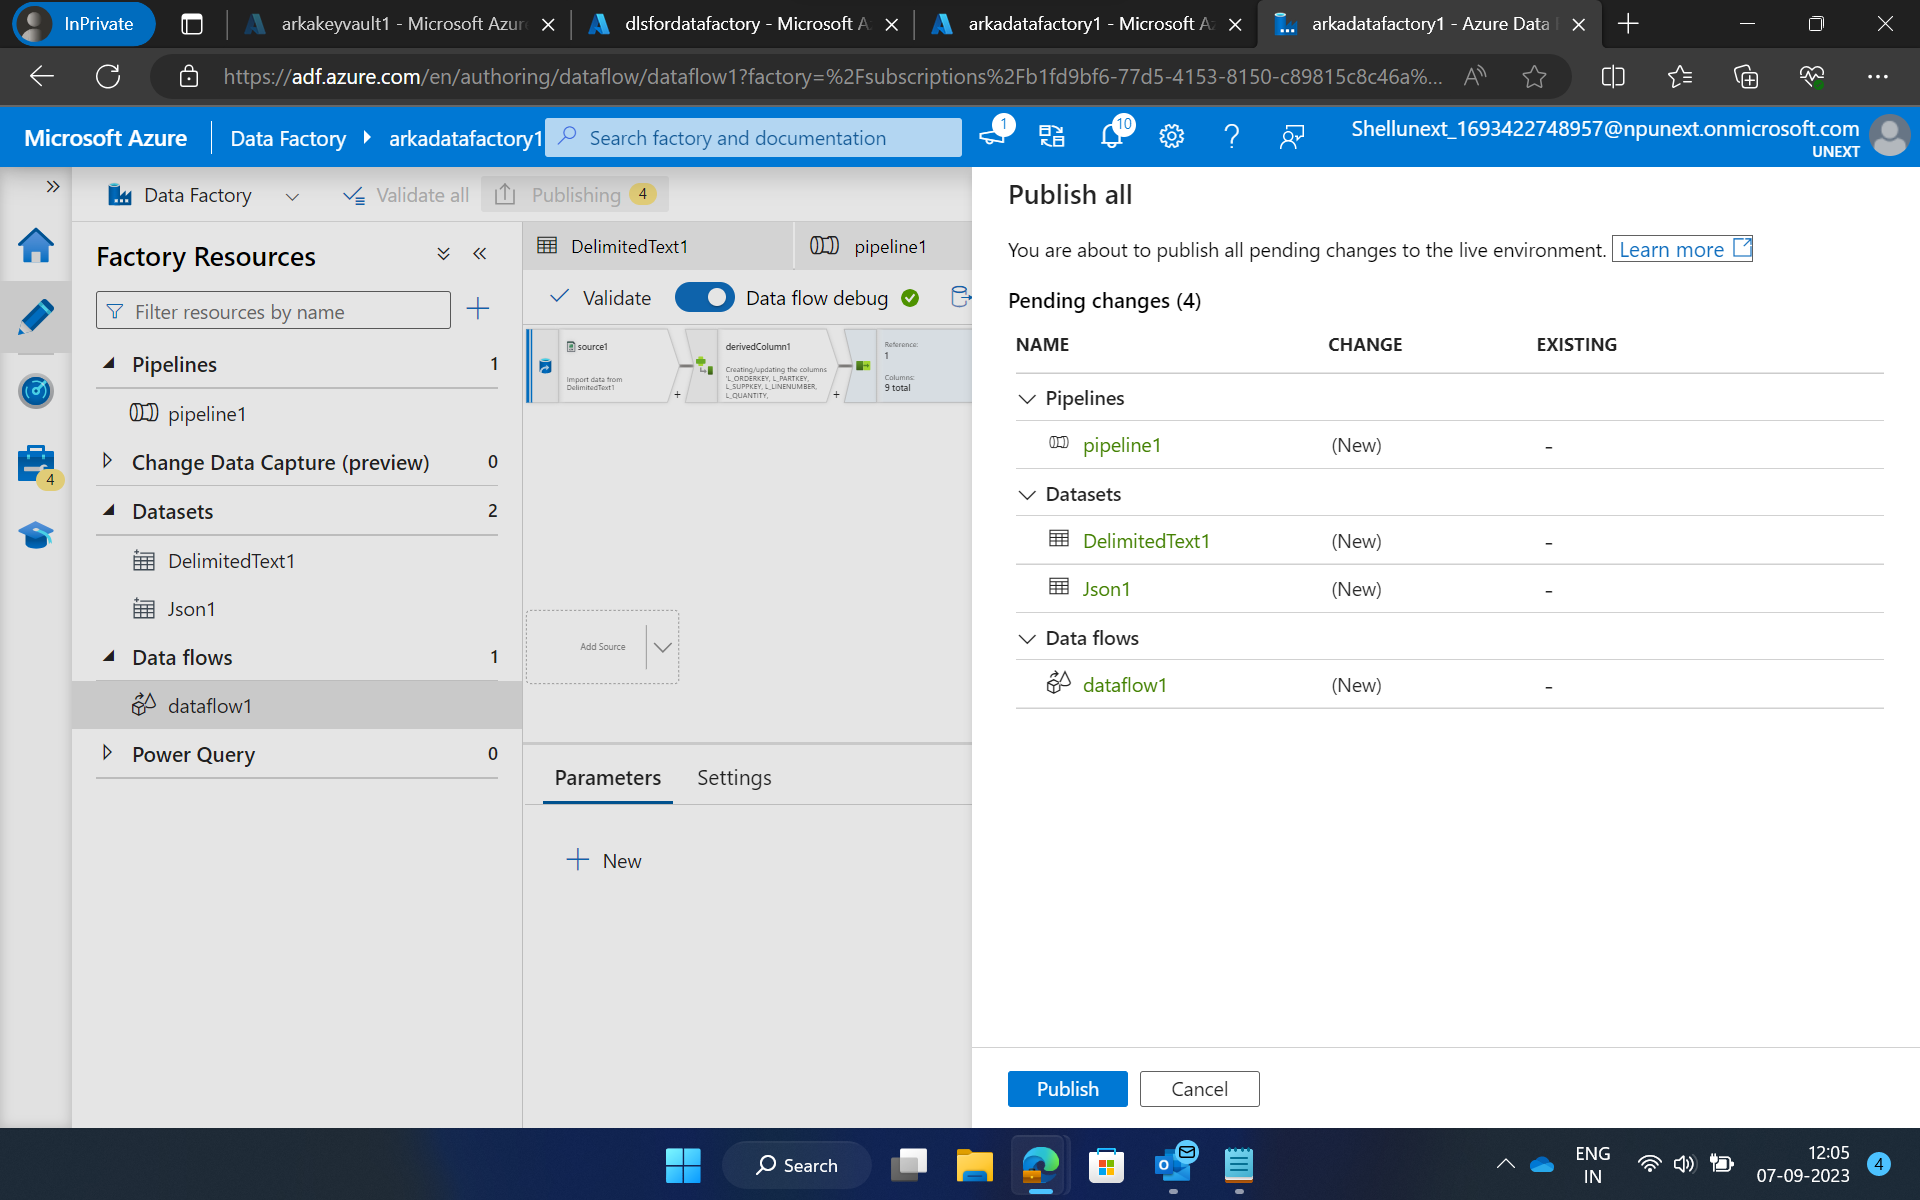 InPrivate
arkakeyvault1 - Microsoft Azur
dlsfordatafactory - Microsoft A
arkadatafactory1 - Microsoft Az
arkadatafactory1 - Azure Data
https://adf.azure.com/en/authoring/dataflow/dataflow1?factory=%2Fsubscriptions%2Fb1fd9bf6-77d5-4153-8150-c89815c8c46a%...
Microsoft Azure
Data Factory
arkadatafactory1
Search factory and documentation
1
10
Shellunext_1693422748957@npunext.onmicrosoft.com
UNEXT
Data Factory
Validate all
Publishing 4
Factory Resources
Filter resources by name
Pipelines 1
pipeline1
Change Data Capture (preview) 0
4
Datasets 2
DelimitedText1
Json1
Data flows 1
dataflow1
Power Query 0
DelimitedText1
pipeline1
Validate
Data flow debug
source1
Import data from
DelimitedText1
+
derivedColumn1
Creating/updating the columns
'L_ORDERKEY, L_PARTKEY,
L_SUPPKEY, L_LINENUMBER,
L_QUANTITY,
+
Reference:
1
Columns:
9 total
Add Source
Parameters
Settings
New
Publish all
You are about to publish all pending changes to the live environment. Learn more
Pending changes (4)
NAME CHANGE EXISTING
Pipelines
pipeline1 (New) -
Datasets
DelimitedText1 (New) -
Json1 (New) -
Data flows
dataflow1 (New) -
Publish
Cancel
Search
ENG
IN
12:05
07-09-2023
4